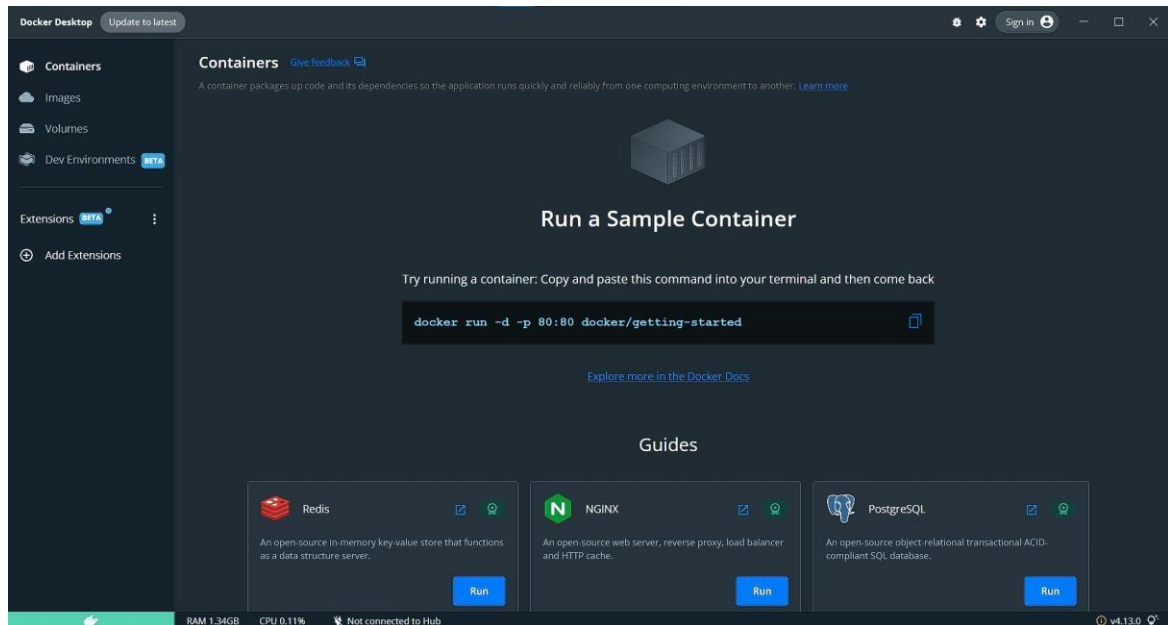 Docker Desktop Update to latest
Sign in
Containers
Images
Volumes
Dev Environments BETA
Extensions BETA
Add Extensions
Containers Give feedback
A container packages up code and its dependencies so the application runs quickly and reliably from one computing environment to another. Learn more
Run a Sample Container
Try running a container: Copy and paste this command into your terminal and then come back
docker run -d -p 80:80 docker/getting-started
Explore more in the Docker Docs
Guides
Redis
An open-source in-memory key-value store that functions
as a data structure server.
Run
NGINX
An open-source web server, reverse proxy, load balancer
and HTTP cache.
Run
PostgreSQL
An open-source object-relational transactional ACID-
compliant SQL database.
Run
RAM 1.34GB CPU 0.11% Not connected to Hub
v4.13.0